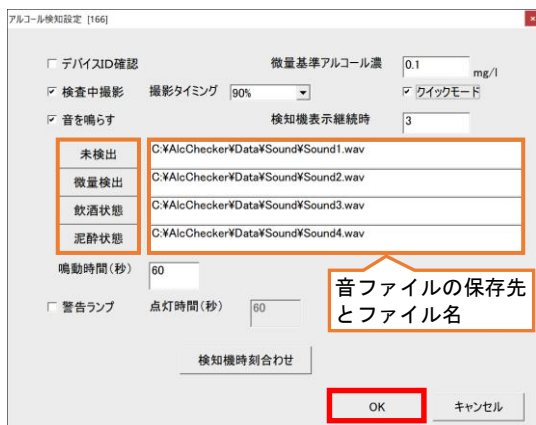 アルコール検知設定 [166]
デバイスID確認 微量基準アルコール濃 0.1 mg/l
検査中撮影 撮影タイミング 90% クイックモード
音を鳴らす 検知機表示継続時 3
未検出 C:¥AlcChecker¥Data¥Sound¥Sound1.wav
微量検出 C:¥AlcChecker¥Data¥Sound¥Sound2.wav
飲酒状態 C:¥AlcChecker¥Data¥Sound¥Sound3.wav
泥酔状態 C:¥AlcChecker¥Data¥Sound¥Sound4.wav
鳴動時間(秒) 60
音ファイルの保存先
とファイル名
警告ランプ 点灯時間(秒) 60
検知機時刻合わせ
OK キャンセル